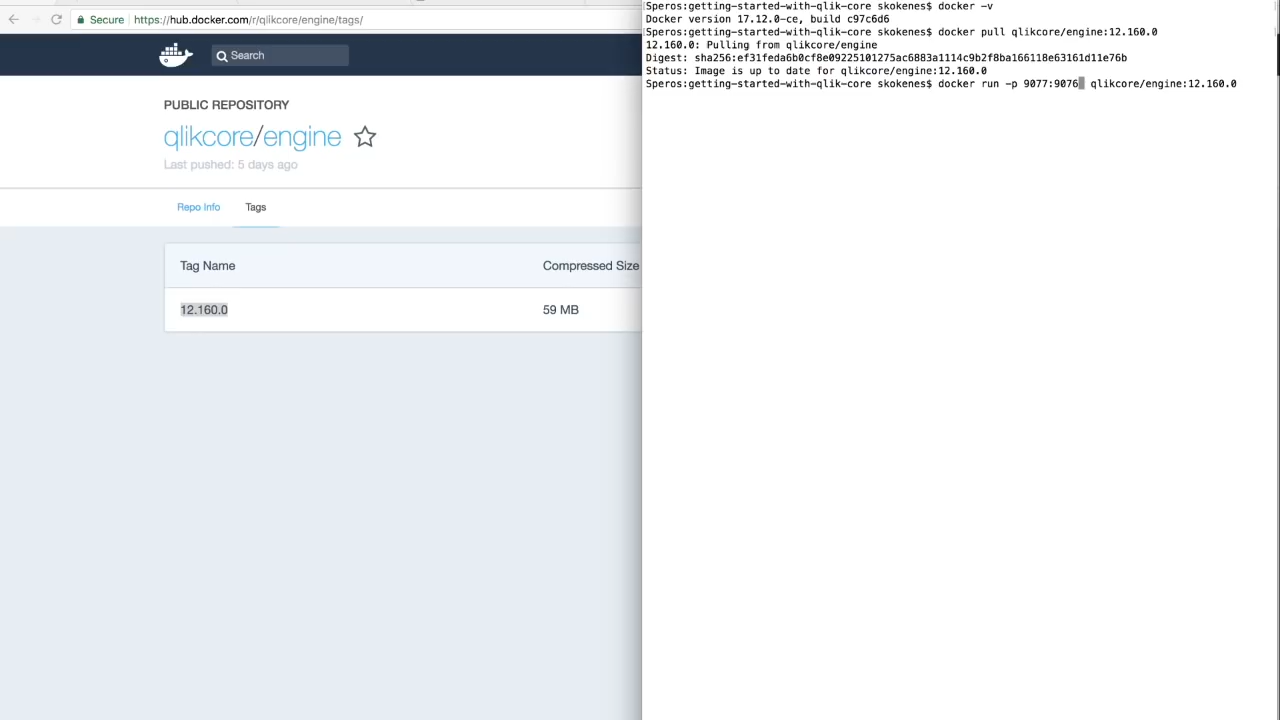 Secure | https://hub.docker.com/r/qlikcore/engine/tags/
Search
PUBLIC REPOSITORY
qlikcore/engine
Last pushed: 5 days ago
Repo Info Tags
Tag Name Compressed Size
12.160.0 59 MB
Speros:getting-started-with-qlik-core skokenes$ docker -v
Docker version 17.12.0-ce, build c97c6d6
Speros:getting-started-with-qlik-core skokenes$ docker pull qlikcore/engine:12.160.0
12.160.0: Pulling from qlikcore/engine
Digest: sha256:ef31feda6b0cf8e09225101275ac6883a1114c9b2f8ba166118e63161d11e76b
Status: Image is up to date for qlikcore/engine:12.160.0
Speros:getting-started-with-qlik-core skokenes$ docker run -p 9077:9076 qlikcore/engine:12.160.0